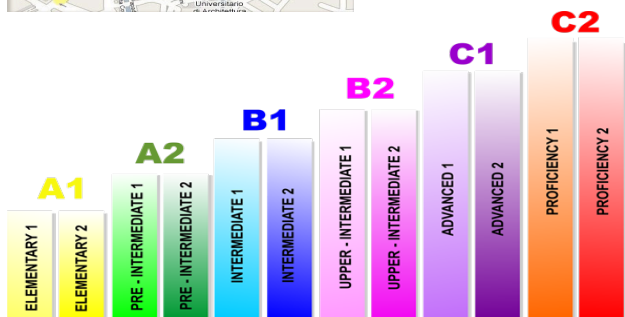 Universitario
di Architettura
C2
C1
B2
B1
A2
A1
ELEMENTARY 1
ELEMENTARY 2
PRE - INTERMEDIATE 1
PRE - INTERMEDIATE 2
INTERMEDIATE 1
INTERMEDIATE 2
UPPER - INTERMEDIATE 1
UPPER - INTERMEDIATE 2
ADVANCED 1
ADVANCED 2
PROFICIENCY 1
PROFICIENCY 2